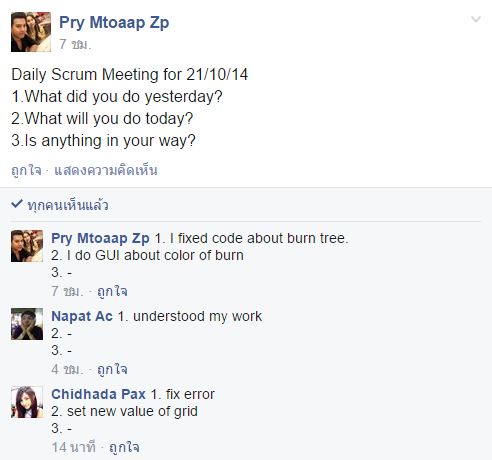 Pry Mtoaap Zp
7 ชม.
Daily Scrum Meeting for 21/10/14
1.What did you do yesterday?
2.What will you do today?
3.Is anything in your way?
ถูกใจ · แสดงความคิดเห็น
ทุกคนเห็นแล้ว
Pry Mtoaap Zp 1. I fixed code about burn tree.
2. I do GUI about color of burn
3. -
7 ชม. · ถูกใจ
Napat Ac 1. understood my work
2. -
3. -
4 ชม. · ถูกใจ
Chidhada Pax 1. fix error
2. set new value of grid
3. -
14 นาที · ถูกใจ